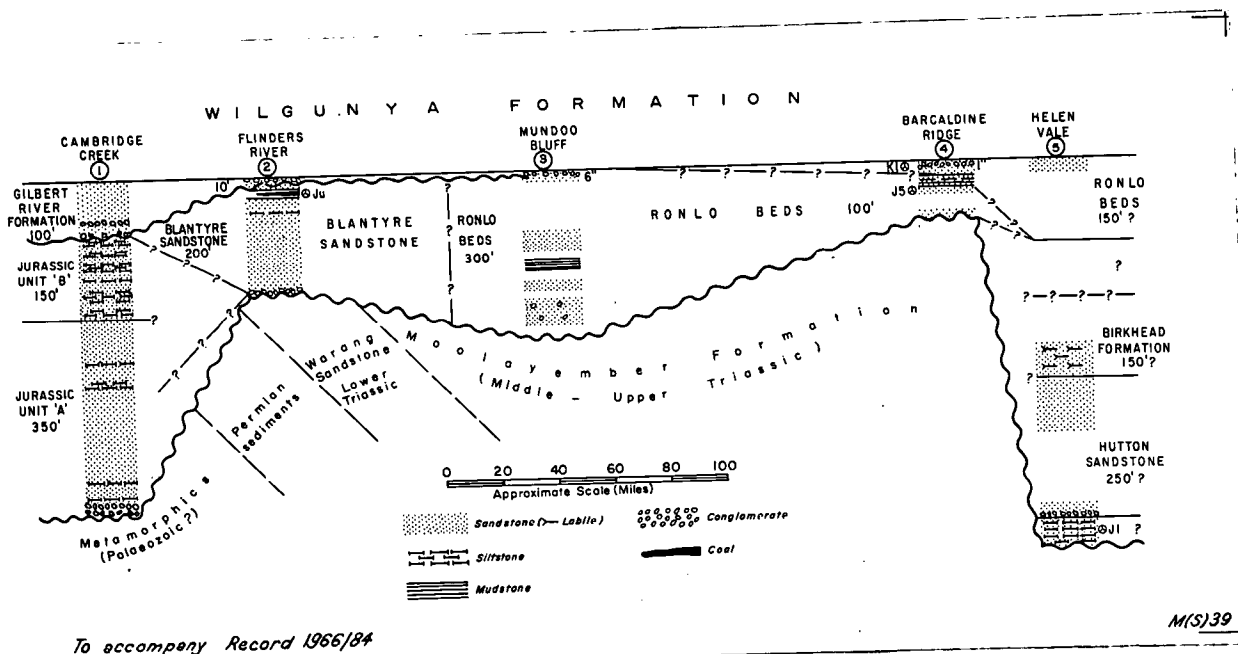 WILGUNYA FORMATION
CAMBRIDGE
CREEK
1
FLINDERS
RIVER
2
MUNDOO
BLUFF
3
BARCALDINE
RIDGE
4
HELEN
VALE
5
GILBERT
RIVER
FORMATION
100'
10'
Ju
6"
K1
1"
J5
?
BLANTYRE
SANDSTONE
200'
BLANTYRE
SANDSTONE
RONLO
BEDS
300'
RONLO BEDS 100'
RONLO
BEDS
150' ?
JURASSIC
UNIT 'B'
150'
JURASSIC
UNIT 'A'
350'
BIRKHEAD
FORMATION
150'?
HUTTON
SANDSTONE
250' ?
J1 ?
Metamorphics
(Palaeozoic?)
Permian
sediments
Warang
Sandstone
Lower
Triassic
Moolayember Formation
(Middle - Upper Triassic)
0 20 40 60 80 100
Approximate Scale (Miles)
Sandstone (>- Labile)
Conglomerate
Siltstone
Coal
Mudstone
To accompany Record 1966/84
M(S)39